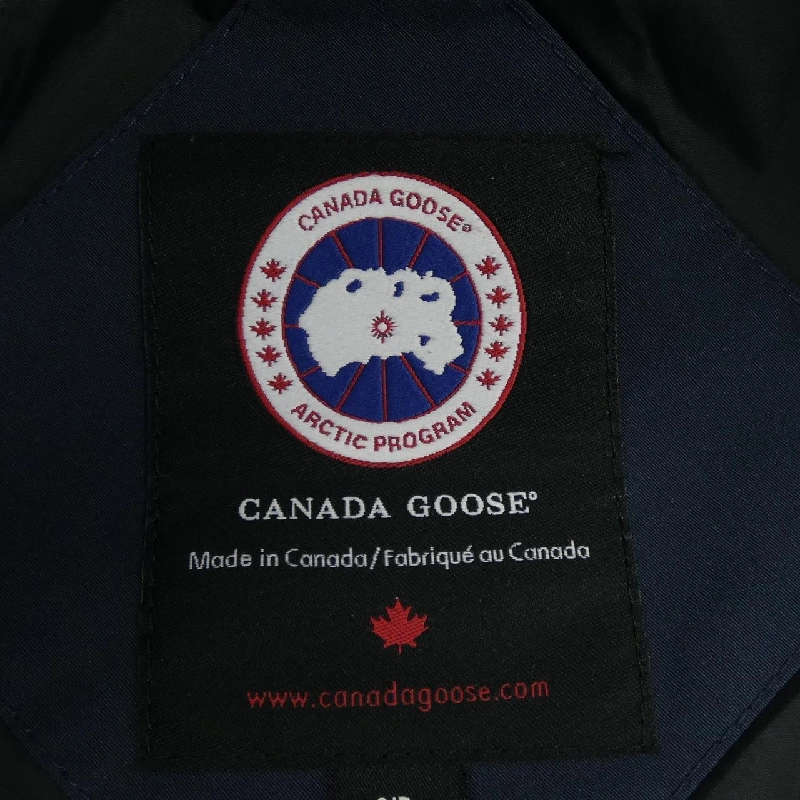 CANADA GOOSE®
ARCTIC PROGRAM
CANADA GOOSE®
Made in Canada/Fabriqué au Canada
www.canadagoose.com